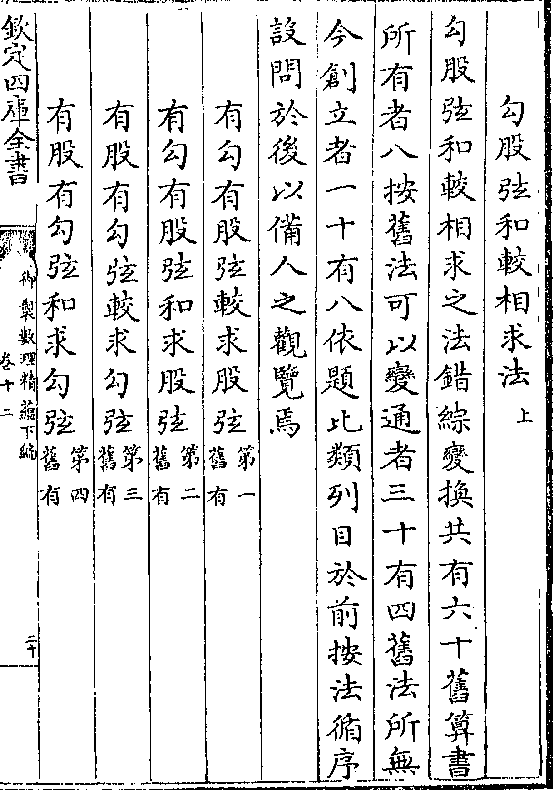 勾股弦和較相求法上
勾股弦和較相求之法錯綜變換共有六十舊算書
所有者八按舊法可以變通者三十有四舊法所無
今創立者一十有八依題比類列目於前按法循序
設問於後以備人之觀覽焉
有勾有股弦較求股弦第一舊有
有勾有股弦和求股弦第二舊有
有股有勾弦較求勾弦第三舊有
有股有勾弦和求勾弦第四舊有
欽定四庫全書
御製數理精蘊下編
卷十二
二十